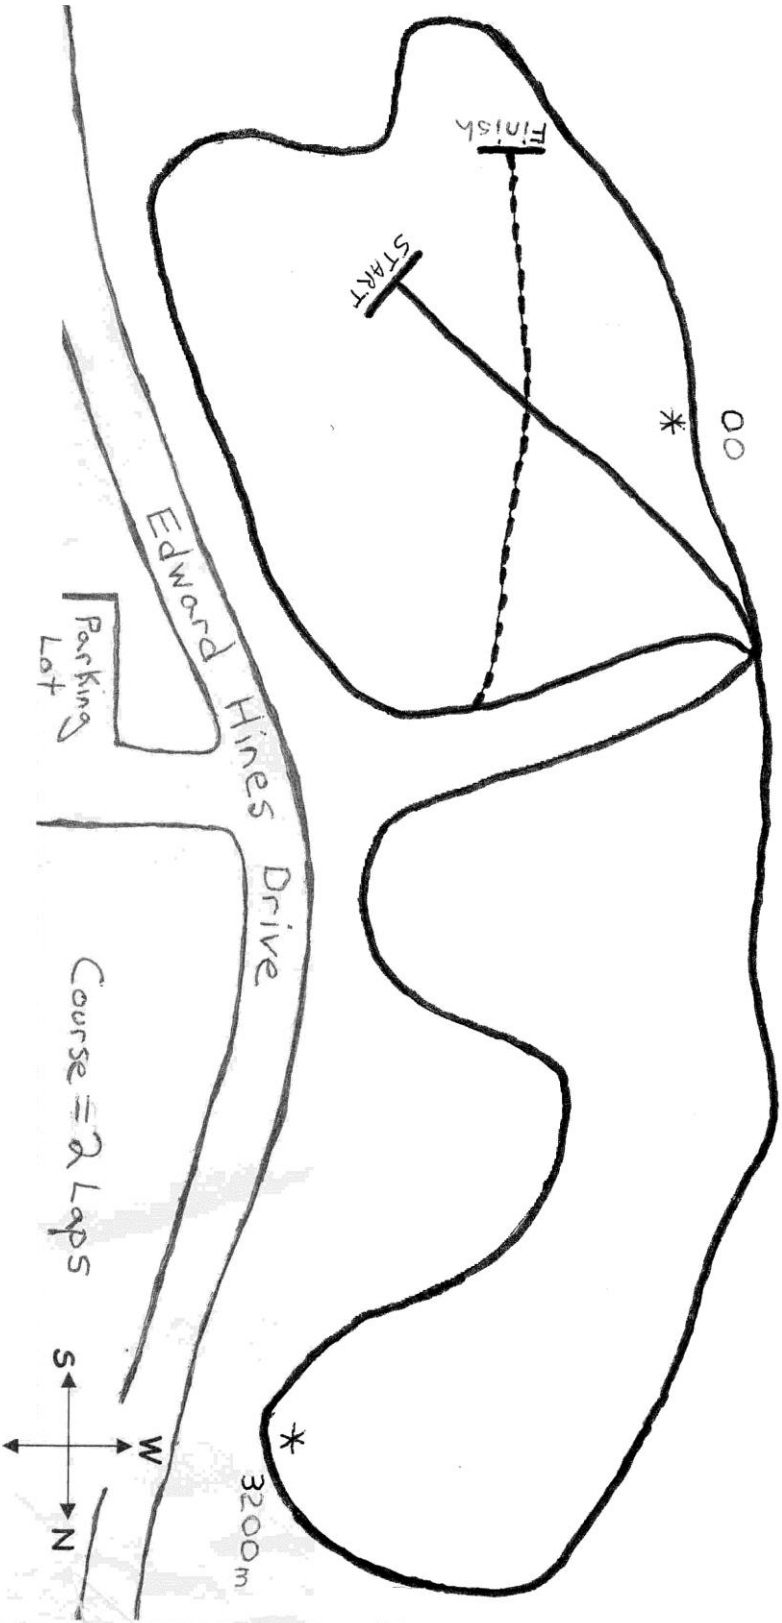 Finish
START
00
Edward Hines Drive
Parking
Lot
Course = 2 Laps
3200m
S
W
N